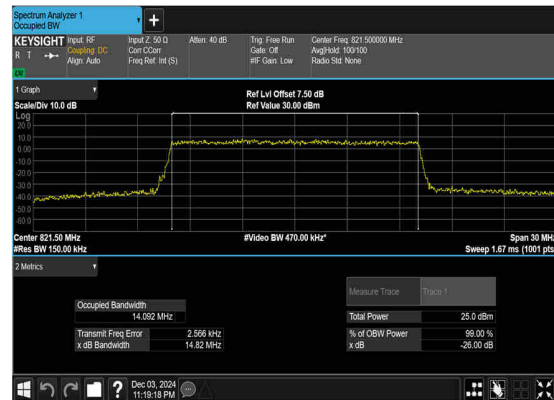 Spectrum Analyzer 1
Occupied BW
+
KEYSIGHT
R T
Input: RF
Coupling: DC
Align: Auto
Input Z: 50 Ω
Corr CCorr
Freq Ref: Int (S)
Atten: 40 dB
Trig: Free Run
Gate: Off
#IF Gain: Low
Center Freq: 821.500000 MHz
Avg|Hold: 100/100
Radio Std: None
1 Graph
Scale/Div 10.0 dB
Ref Lvl Offset 7.50 dB
Ref Value 30.00 dBm
Log
20.0
10.0
0.00
-10.0
-20.0
-30.0
-40.0
-50.0
-60.0
Center 821.50 MHz
#Res BW 150.00 kHz
#Video BW 470.00 kHz*
Span 30 MHz
Sweep 1.67 ms (1001 pts)
2 Metrics
Measure Trace
Trace 1
Occupied Bandwidth
14.092 MHz
Total Power 25.0 dBm
Transmit Freq Error 2.566 kHz
% of OBW Power 99.00 %
x dB Bandwidth 14.82 MHz
x dB -26.00 dB
?
Dec 03, 2024
11:19:18 PM